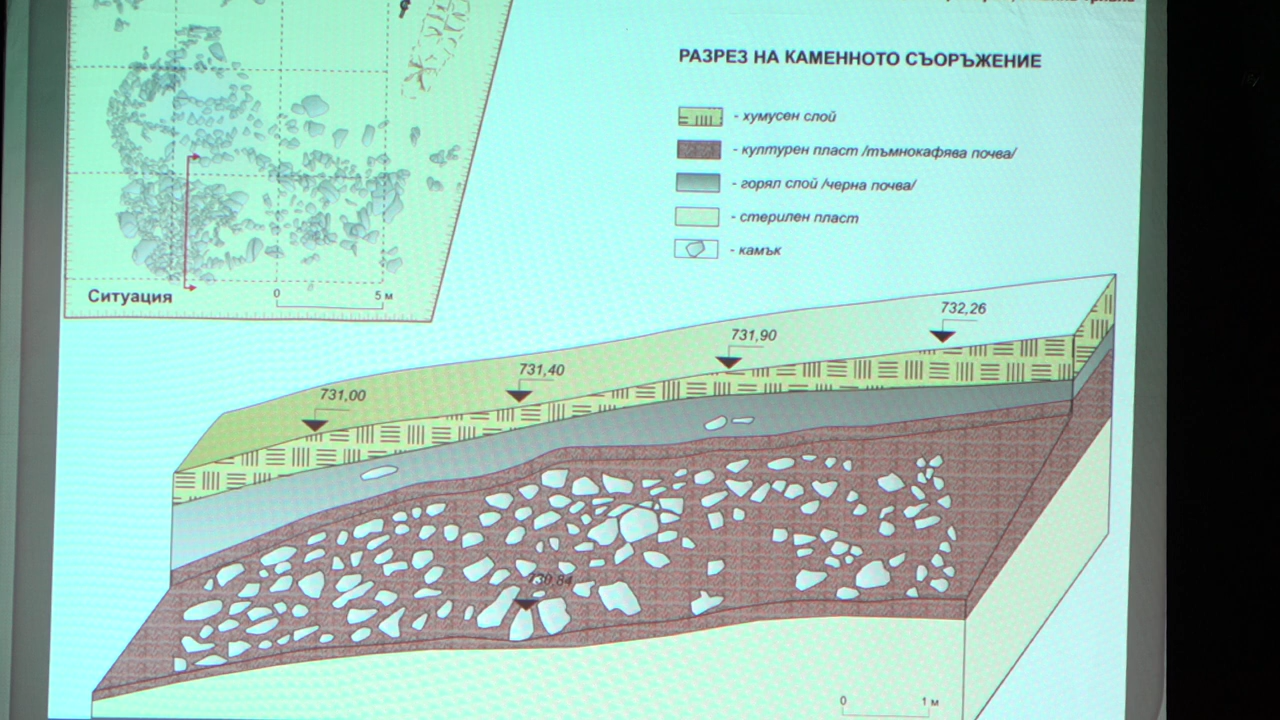 РАЗРЕЗ НА КАМЕННОТО СЪОРЪЖЕНИЕ
- хумусен слой
- културен пласт /тъмнокафява почва/
- горял слой /черна почва/
- стерилен пласт
- камък
Ситуация
0 5 м
732,26
731,90
731,40
731,00
730,84
0 1 м